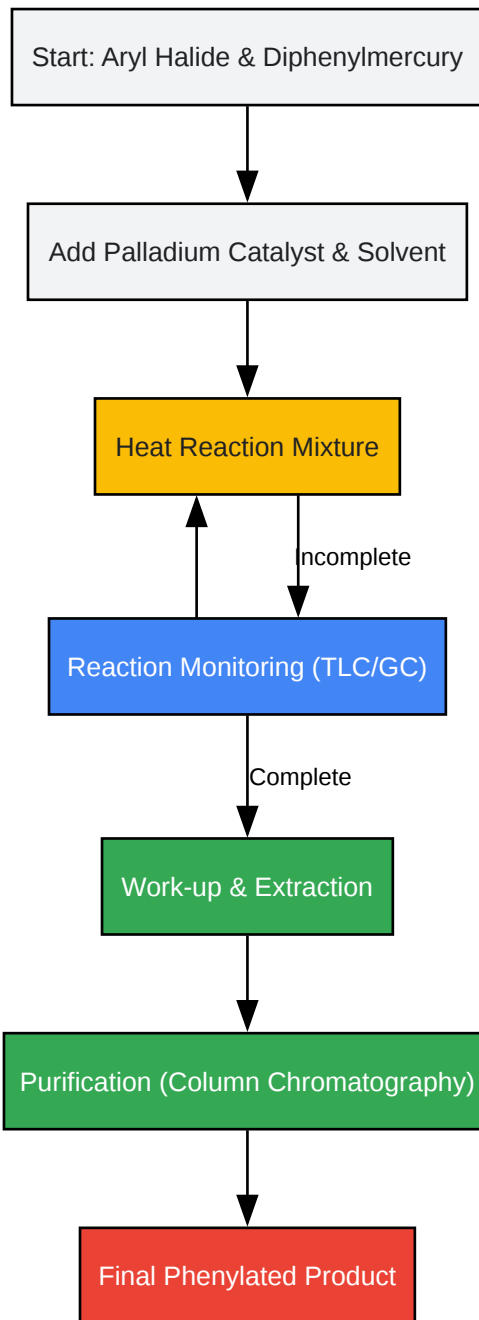 Start: Aryl Halide & Diphenylmercury
Add Palladium Catalyst & Solvent
Heat Reaction Mixture
Incomplete
Reaction Monitoring (TLC/GC)
Complete
Work-up & Extraction
Purification (Column Chromatography)
Final Phenylated Product